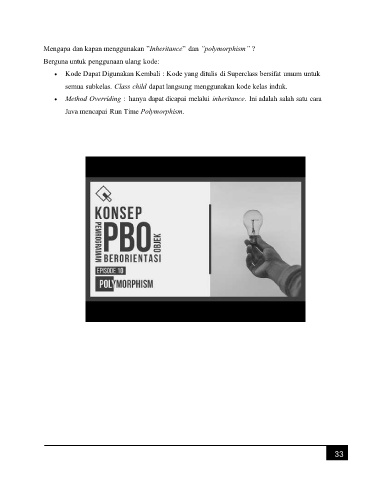 Mengapa dan kapan menggunakan "Inheritance" dan "polymorphism" ?
Berguna untuk penggunaan ulang kode:
• Kode Dapat Digunakan Kembali : Kode yang ditulis di Superclass bersifat umum untuk
semua subkelas. Class child dapat langsung menggunakan kode kelas induk.
• Method Overriding : hanya dapat dicapai melalui inheritance. Ini adalah salah satu cara
Java mencapai Run Time Polymorphism.
KONSEP
PEMROGRAMAN
PBO
OBJEK
BERORIENTASI
EPISODE 10
POLYMORPHISM
33